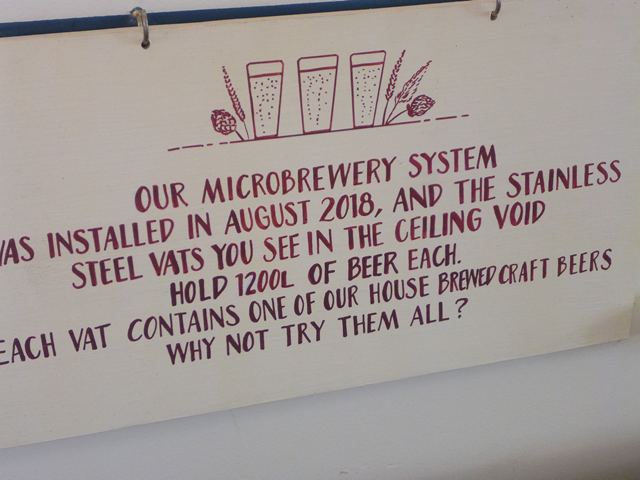 OUR MICROBREWERY SYSTEM
WAS INSTALLED IN AUGUST 2018, AND THE STAINLESS
STEEL VATS YOU SEE IN THE CEILING VOID
HOLD 1200L OF BEER EACH.
EACH VAT CONTAINS ONE OF OUR HOUSE BREWED CRAFT BEERS
WHY NOT TRY THEM ALL?